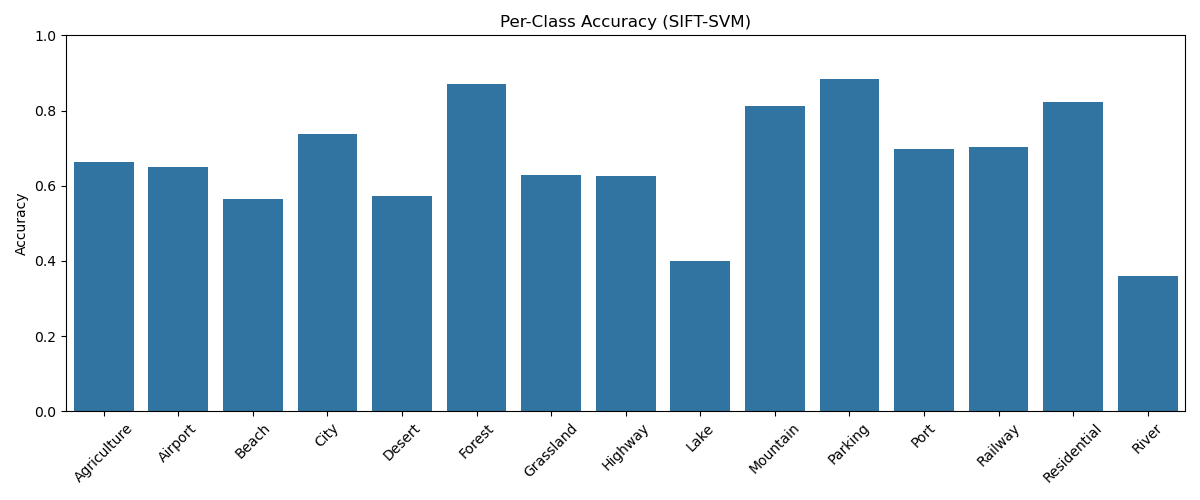 Per-Class Accuracy (SIFT-SVM)
1.0
0.8
0.6
0.4
0.2
0.0
Accuracy
Agriculture
Airport
Beach
City
Desert
Forest
Grassland
Highway
Lake
Mountain
Parking
Port
Railway
Residential
River